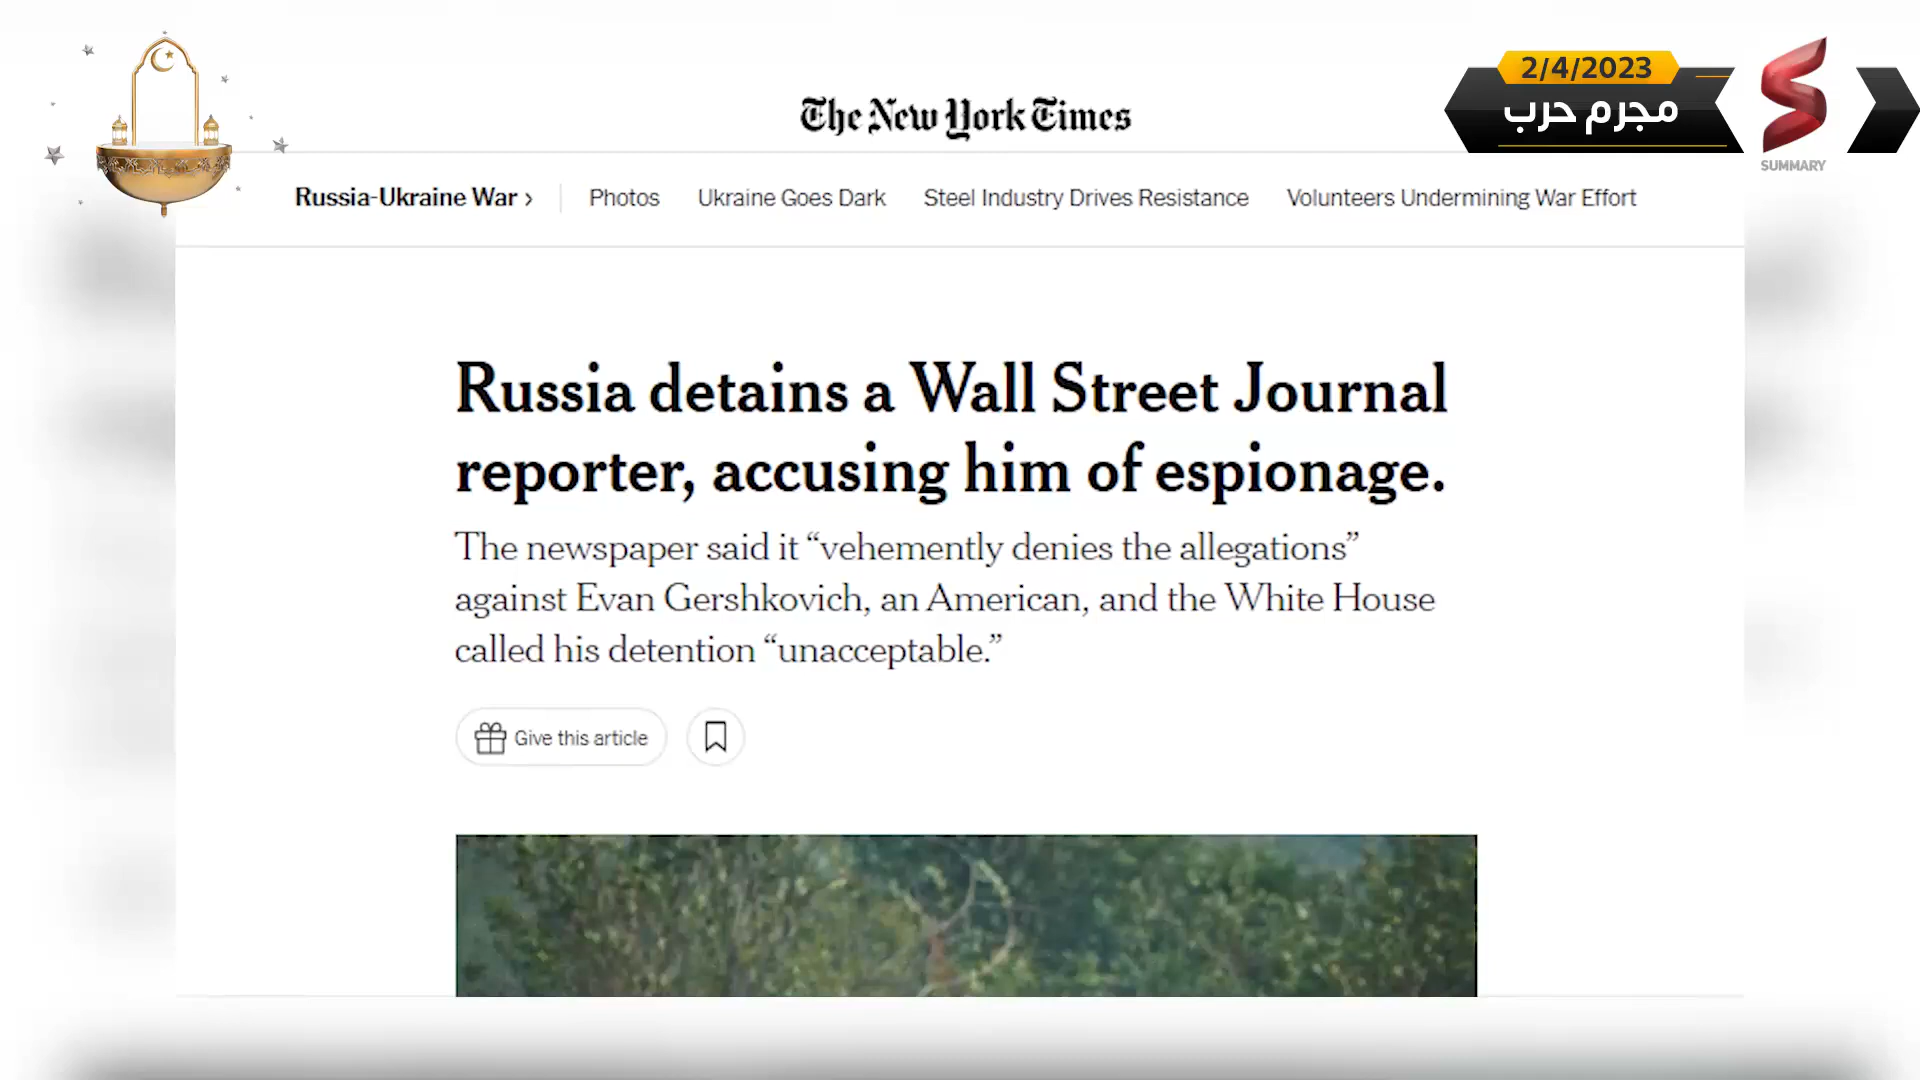 2/4/2023
مجرم حرب
SUMMARY
The New York Times
Russia-Ukraine War ›
Photos
Ukraine Goes Dark
Steel Industry Drives Resistance
Volunteers Undermining War Effort
Russia detains a Wall Street Journal
reporter, accusing him of espionage.
The newspaper said it “vehemently denies the allegations”
against Evan Gershkovich, an American, and the White House
called his detention “unacceptable.”
Give this article